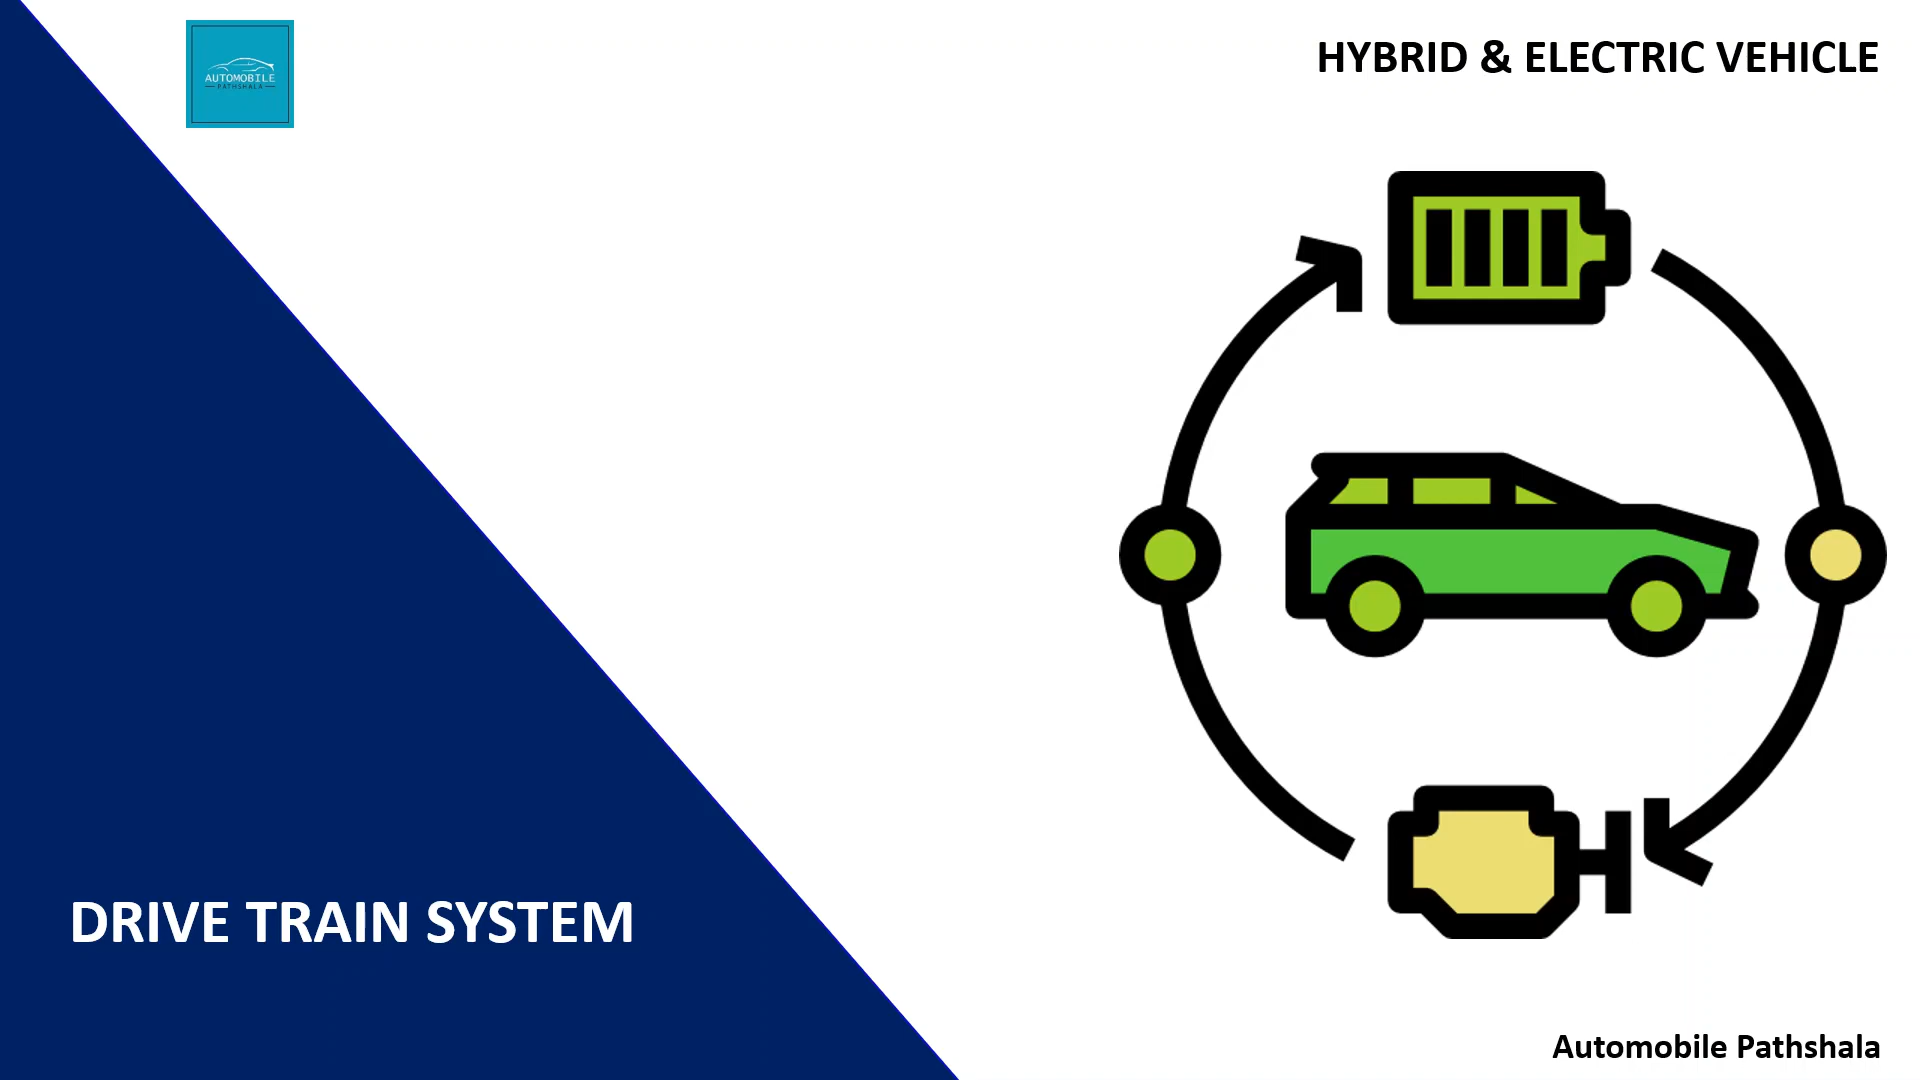 AUTOMOBILE
PATHSHALA
HYBRID & ELECTRIC VEHICLE
DRIVE TRAIN SYSTEM
Automobile Pathshala